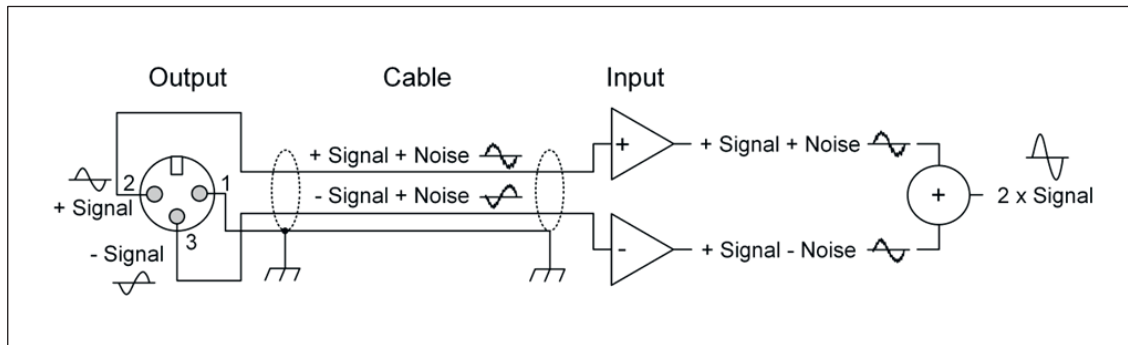 Output
Cable
Input
+ Signal + Noise
- Signal + Noise
+
-
+ Signal + Noise
+ Signal - Noise
+
2 x Signal
2
1
3
+ Signal
- Signal